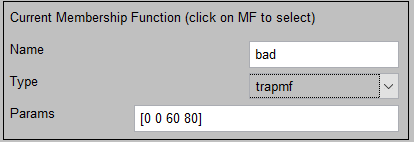 Current Membership Function (click on MF to select)
Name bad
Type trapmf
Params [0 0 60 80]